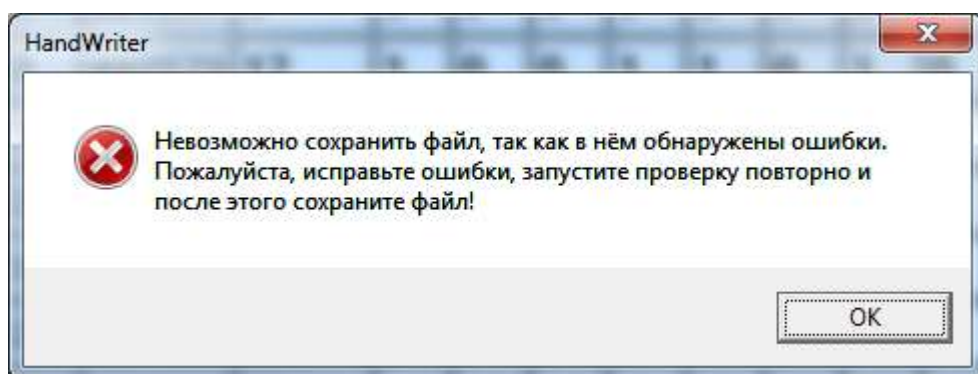 HandWriter
Невозможно сохранить файл, так как в нём обнаружены ошибки.
Пожалуйста, исправьте ошибки, запустите проверку повторно и
после этого сохраните файл!
OK